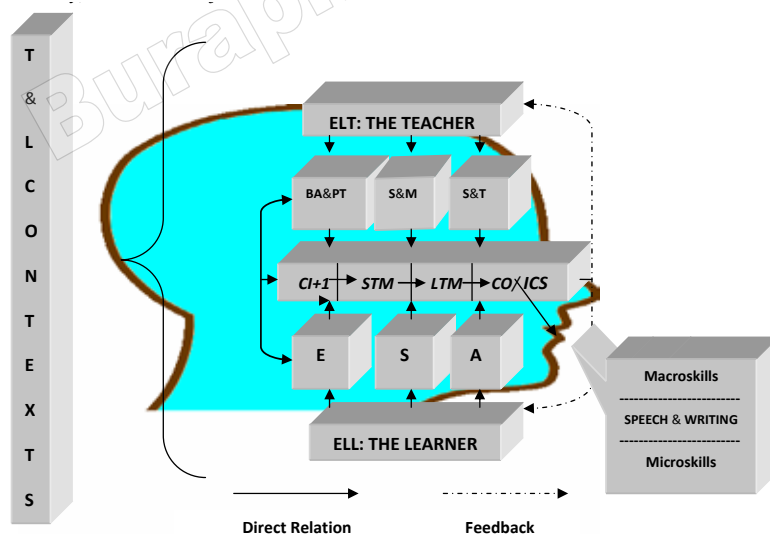 Burap
T
&
L
C
O
N
T
E
X
T
S
ELT: THE TEACHER
BA&PT
S&M
S&T
CI+1
STM
LTM
CO
ICS
E
S
A
ELL: THE LEARNER
Macroskills
SPEECH & WRITING
Microskills
Direct Relation
Feedback